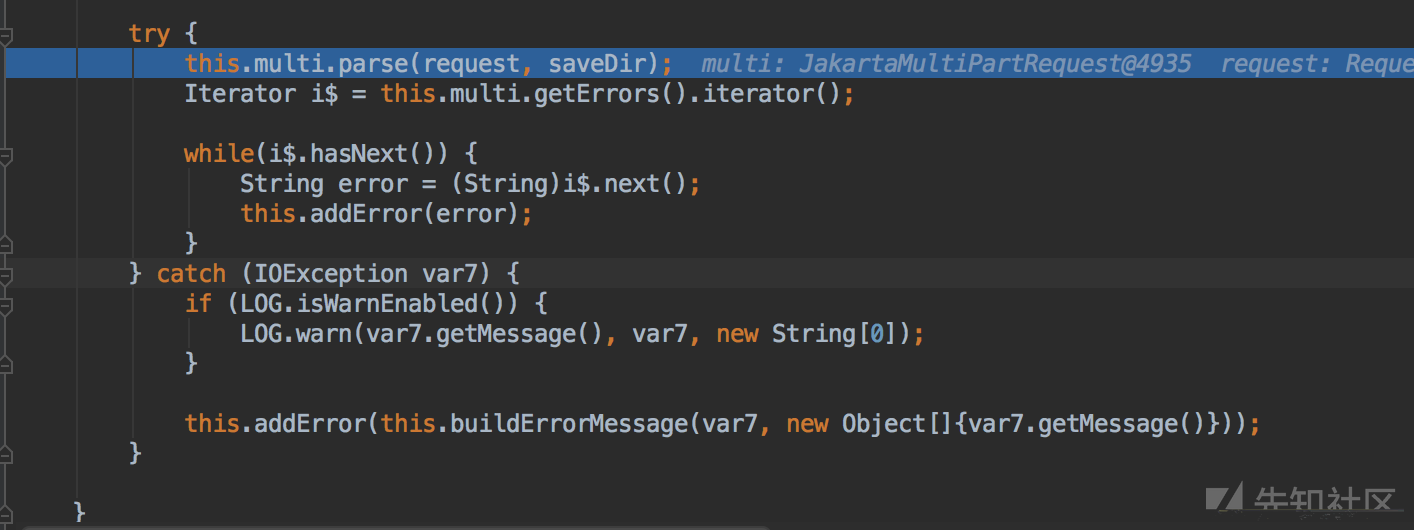 try {
this.multi.parse(request, saveDir); multi: JakartaMultiPartRequest@4935 request: Reque
Iterator i$ = this.multi.getErrors().iterator();
while(i$.hasNext()) {
String error = (String)i$.next();
this.addError(error);
}
} catch (IOException var7) {
if (LOG.isWarnEnabled()) {
LOG.warn(var7.getMessage(), var7, new String[0]);
}
this.addError(this.buildErrorMessage(var7, new Object[]{var7.getMessage()}));
}
}
先知社区